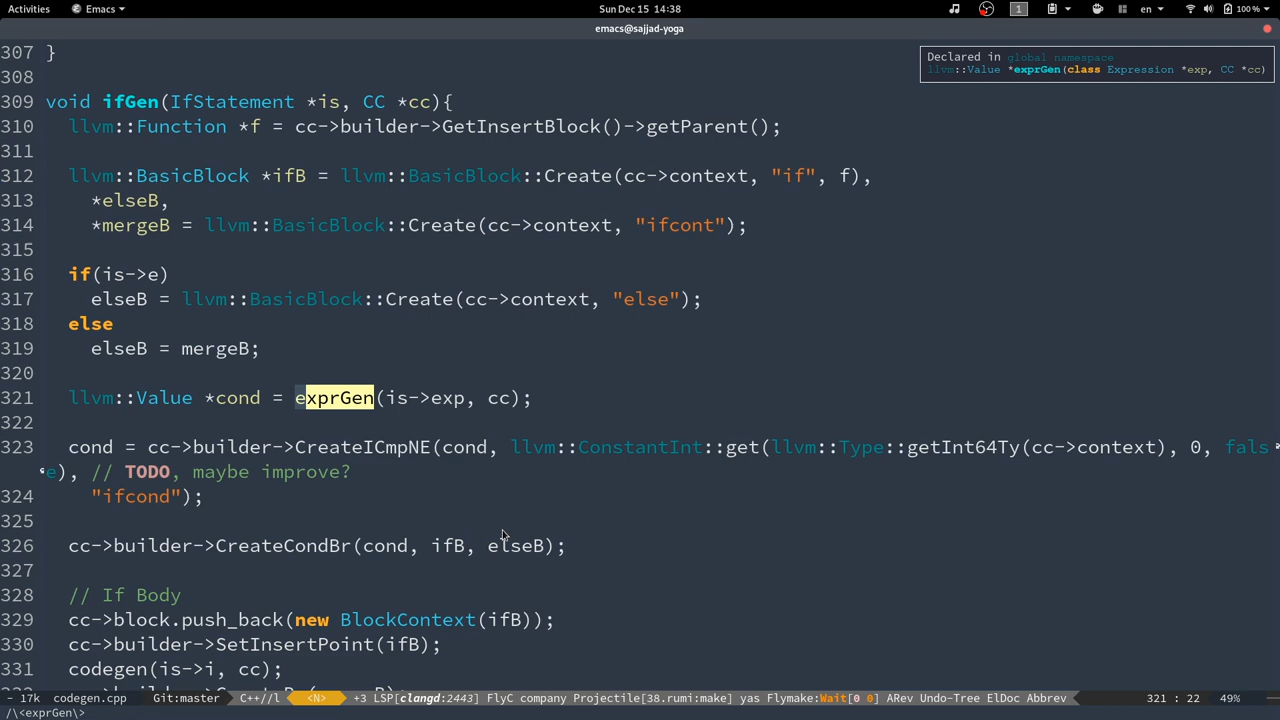 Activities Emacs Sun Dec 15 14:38 1 en 100 %
emacs@sajjad-yoga
307 }
308
309 void ifGen(IfStatement *is, CC *cc){
310 llvm::Function *f = cc->builder->GetInsertBlock()->getParent();
311
312 llvm::BasicBlock *ifB = llvm::BasicBlock::Create(cc->context, "if", f),
313 *elseB,
314 *mergeB = llvm::BasicBlock::Create(cc->context, "ifcont");
315
316 if(is->e)
317 elseB = llvm::BasicBlock::Create(cc->context, "else");
318 else
319 elseB = mergeB;
320
321 llvm::Value *cond = exprGen(is->exp, cc);
322
323 cond = cc->builder->CreateICmpNE(cond, llvm::ConstantInt::get(llvm::Type::getInt64Ty(cc->context), 0, fals
e), // TODO, maybe improve?
324 "ifcond");
325
326 cc->builder->CreateCondBr(cond, ifB, elseB);
327
328 // If Body
329 cc->block.push_back(new BlockContext(ifB));
330 cc->builder->SetInsertPoint(ifB);
331 codegen(is->i, cc);
Declared in global namespace
llvm::Value *exprGen(class Expression *exp, CC *cc)
- 17k codegen.cpp Git:master C++//l <N> +3 LSP[clangd:2443] FlyC company Projectile[38.rumi:make] yas Flymake:Wait[0 0] ARev Undo-Tree ElDoc Abbrev 321 : 22 49%
/\<exprGen\>